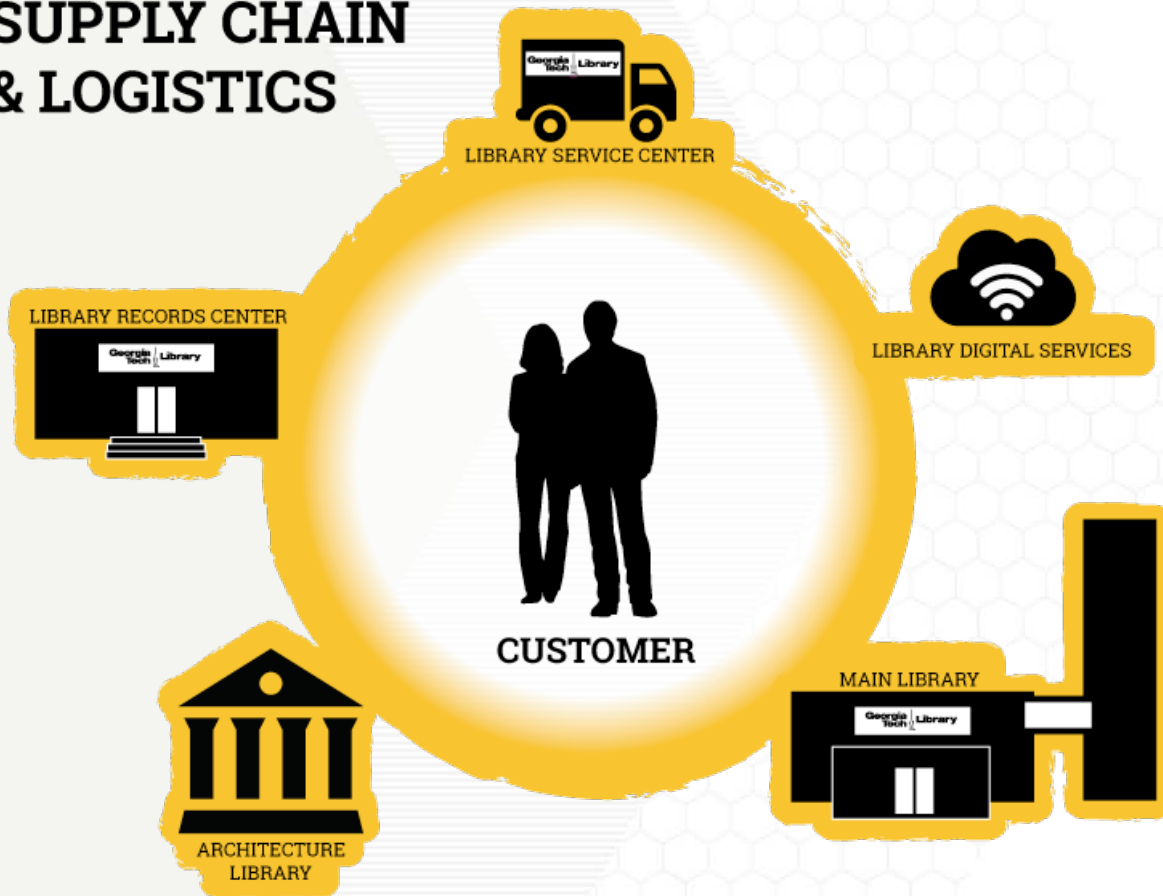 SUPPLY CHAIN
& LOGISTICS
Georgia Tech Library
LIBRARY SERVICE CENTER
LIBRARY RECORDS CENTER
Georgia Tech Library
LIBRARY DIGITAL SERVICES
CUSTOMER
MAIN LIBRARY
Georgia Tech Library
ARCHITECTURE
LIBRARY